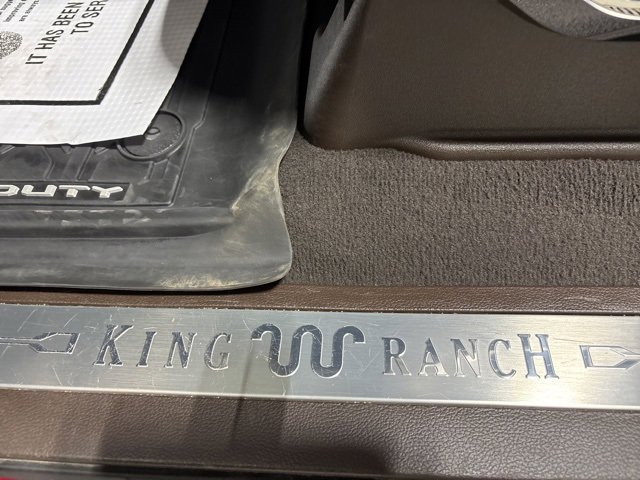 IT HAS BEEN
TO SER
DUTY
KING RANCH